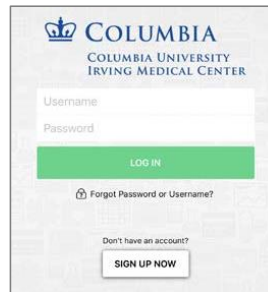 COLUMBIA
COLUMBIA UNIVERSITY
IRVING MEDICAL CENTER
Username
Password
LOG IN
Forgot Password or Username?
Don't have an account?
SIGN UP NOW